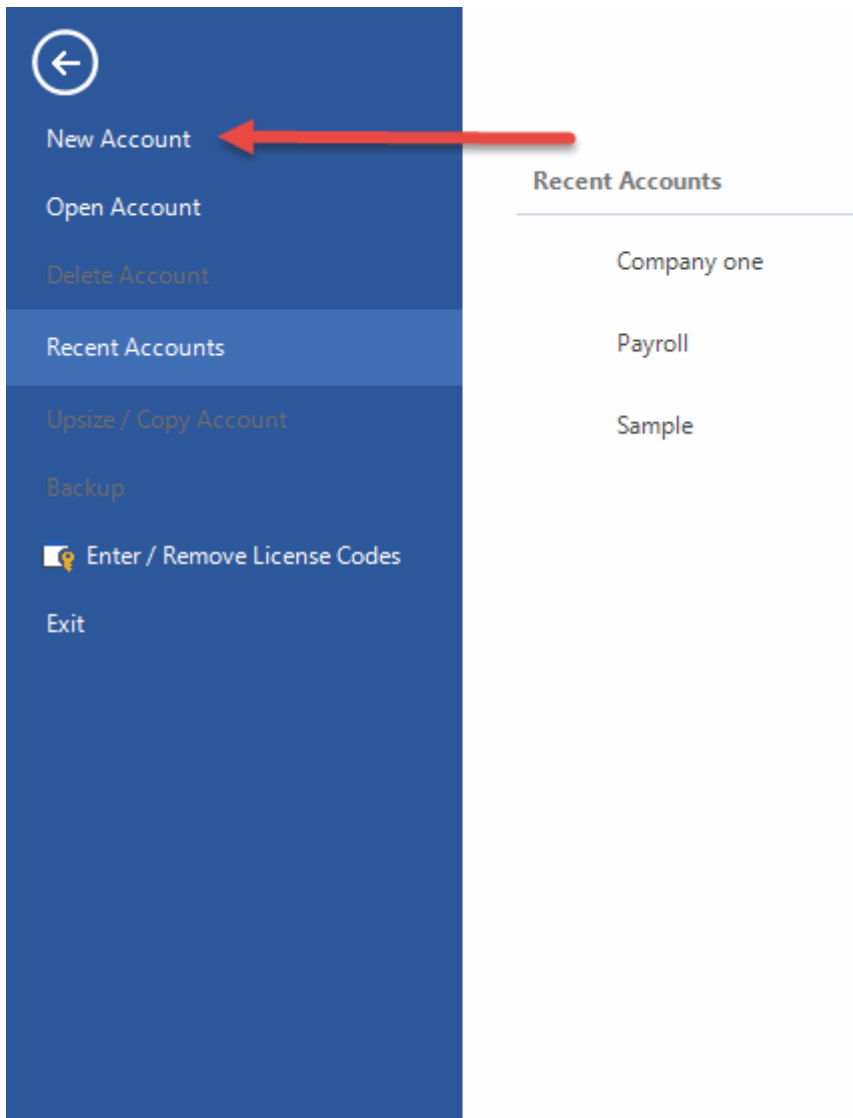 New Account
Open Account
Delete Account
Recent Accounts
Upsize / Copy Account
Backup
Enter / Remove License Codes
Exit
Recent Accounts
Company one
Payroll
Sample